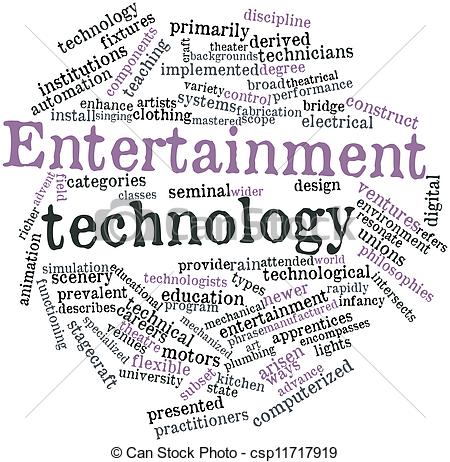 technology
fixtures
institutions
automation
components
teaching
primarily
discipline
craft
theater
derived
backgrounds
technicians
implemented
degree
broad
theatrical
variety
control
performance
enhance
artists
systems
fabrication
bridge
construct
install
singing
clothing
mastered
scope
electrical
Entertainment
richer
advent
field
categories
classes
seminal
wider
design
ventures
environment
refers
resonate
unions
philosophies
digital
technology
animation
simulation
scenery
prevalent
describes
functioning
educational
provide
rain
attended
world
technologists
types
technological
education
program
mechanical
newer
rapidly
infancy
intersects
entertainment
technical
careers
theatre
venues
specialized
stagecraft
mechanized
phrase
manufactured
apprentices
encompasses
art
plumbing
motors
flexible
university
subset
kitchen
state
arisen
ways
lights
advance
computerized
presented
practitioners
© Can Stock Photo - csp11717919